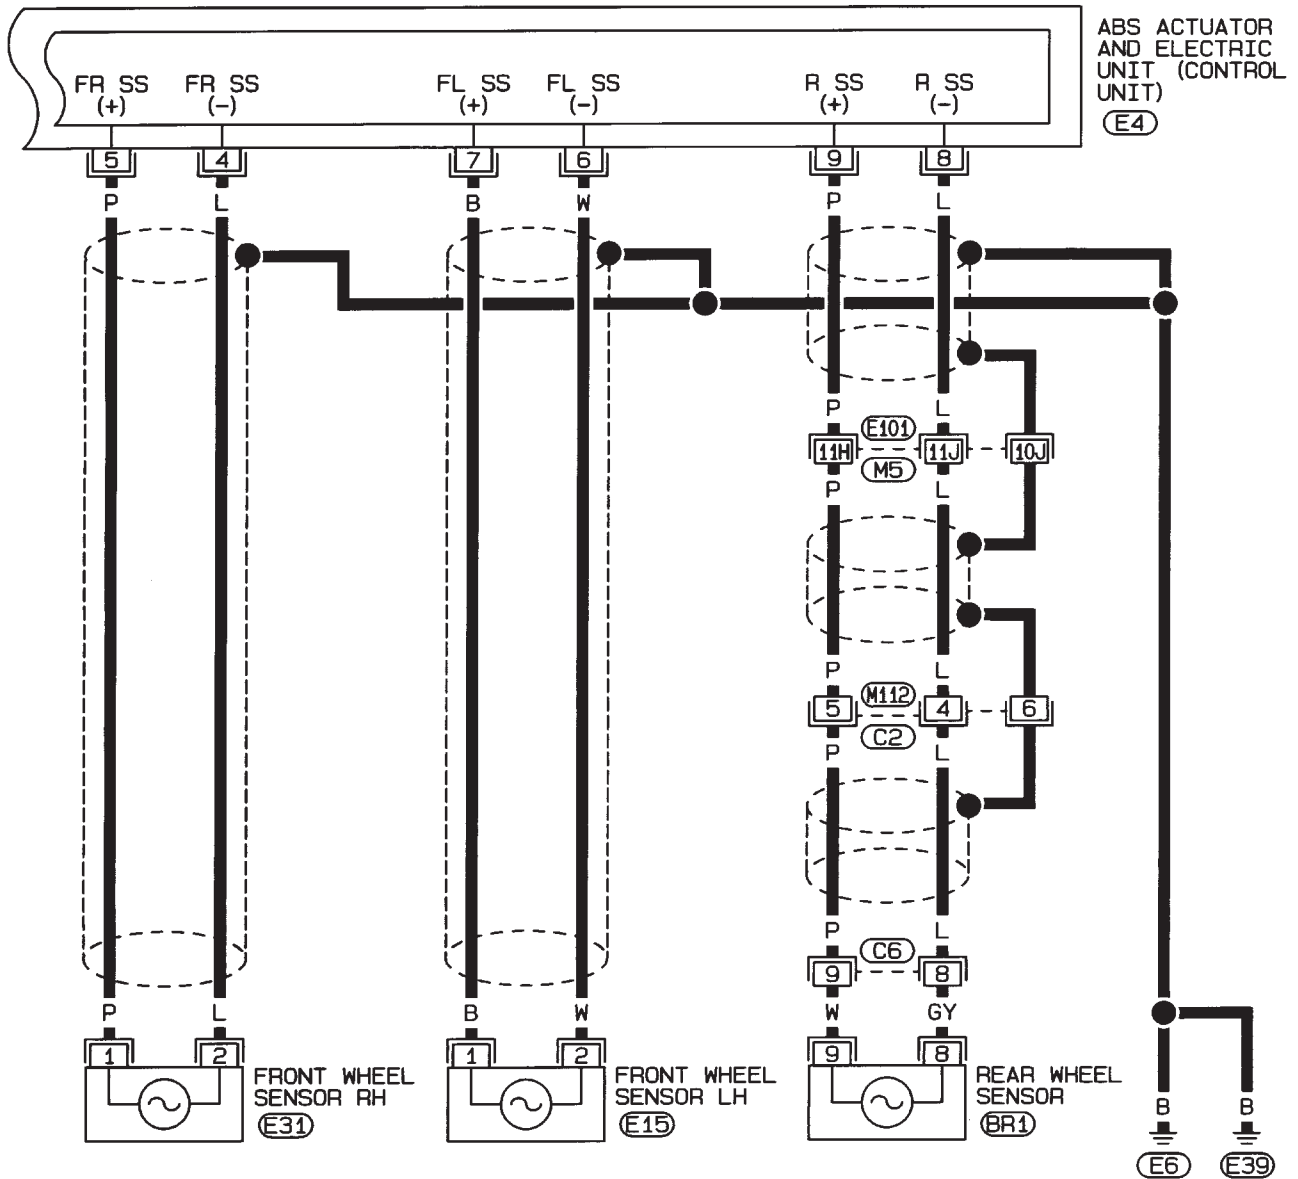 ABS ACTUATOR
AND ELECTRIC
UNIT (CONTROL
UNIT)
E4
FR SS FR SS FL SS FL SS R SS R SS
(+) (-) (+) (-) (+) (-)
5 4 7 6 9 8
P L B W P L
P L
E101
11H 11J 10J
M5
P L
P L
M112
5 4 6
C2
P L
P L
C6
9 8
P L B W W GY
1 2 1 2 9 8
FRONT WHEEL
SENSOR RH
E31
FRONT WHEEL
SENSOR LH
E15
REAR WHEEL
SENSOR
BR1
B B
E6 E39